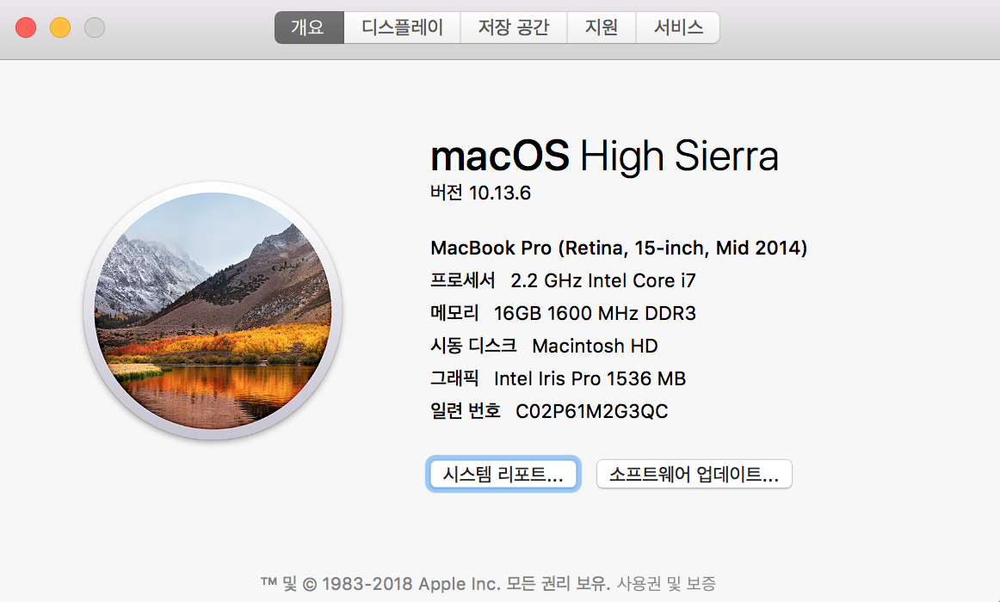 개요 디스플레이 저장 공간 지원 서비스
macOS High Sierra
버전 10.13.6
MacBook Pro (Retina, 15-inch, Mid 2014)
프로세서 2.2 GHz Intel Core i7
메모리 16GB 1600 MHz DDR3
시동 디스크 Macintosh HD
그래픽 Intel Iris Pro 1536 MB
일련 번호 C02P61M2G3QC
시스템 리포트... 소프트웨어 업데이트...
™ 및 © 1983-2018 Apple Inc. 모든 권리 보유. 사용권 및 보증